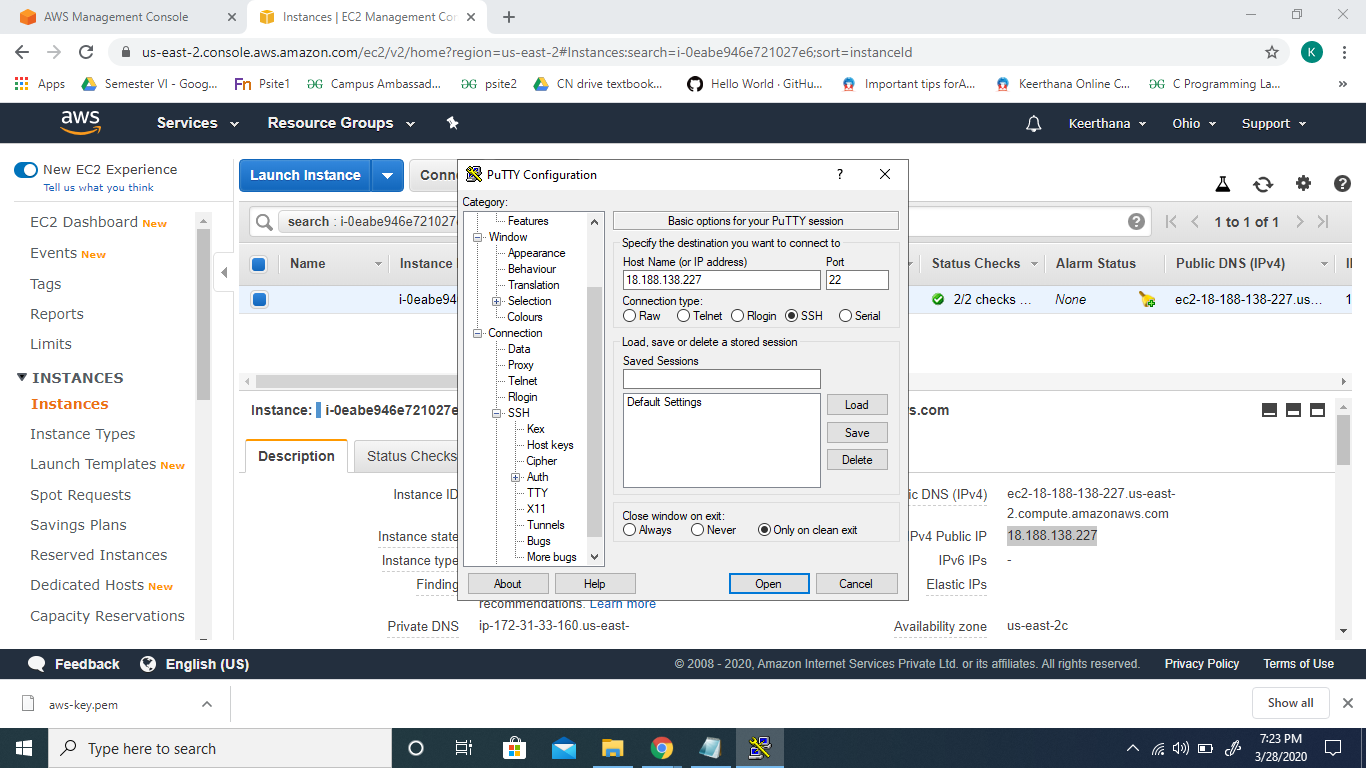 AWS Management Console
Instances | EC2 Management Con
us-east-2.console.aws.amazon.com/ec2/v2/home?region=us-east-2#Instances:search=i-0eabe946e721027e6;sort=instanceId
K
Apps
Semester VI - Goog...
Fn Psite1
Campus Ambassad...
psite2
CN drive textbook...
Hello World · GitHu...
Important tips forA...
Keerthana Online C...
C Programming La...
»
aws
Services
Resource Groups
Keerthana
Ohio
Support
New EC2 Experience
Tell us what you think
EC2 Dashboard New
Events New
Tags
Reports
Limits
INSTANCES
Instances
Instance Types
Launch Templates New
Spot Requests
Savings Plans
Reserved Instances
Dedicated Hosts New
Capacity Reservations
Launch Instance
Conn
search : i-0eabe946e721027
1 to 1 of 1
Name
Instance I
Status Checks
Alarm Status
Public DNS (IPv4)
i-0eabe94
2/2 checks ...
None
ec2-18-188-138-227.us...
Instance:
i-0eabe946e721027e
s.com
Description
Status Checks
Instance ID
Instance state
Instance type
Finding
recommendations. Learn more
Private DNS
ip-172-31-33-160.us-east-
ic DNS (IPv4)
ec2-18-188-138-227.us-east-
2.compute.amazonaws.com
IPv4 Public IP
18.188.138.227
IPv6 IPs
-
Elastic IPs
Availability zone
us-east-2c
PuTTY Configuration
?
Category:
Features
Window
Appearance
Behaviour
Translation
Selection
Colours
Connection
Data
Proxy
Telnet
Rlogin
SSH
Kex
Host keys
Cipher
Auth
TTY
X11
Tunnels
Bugs
More bugs
Basic options for your PuTTY session
Specify the destination you want to connect to
Host Name (or IP address)
Port
18.188.138.227
22
Connection type:
Raw
Telnet
Rlogin
SSH
Serial
Load, save or delete a stored session
Saved Sessions
Default Settings
Load
Save
Delete
Close window on exit:
Always
Never
Only on clean exit
About
Help
Open
Cancel
Feedback
English (US)
© 2008 - 2020, Amazon Internet Services Private Ltd. or its affiliates. All rights reserved.
Privacy Policy
Terms of Use
aws-key.pem
Show all
Type here to search
7:23 PM
3/28/2020